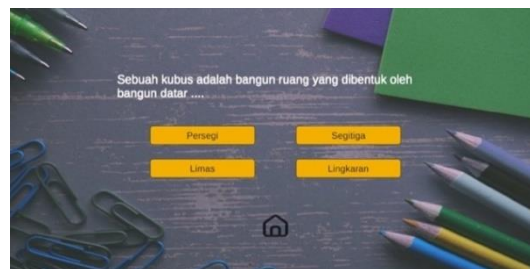 Sebuah kubus adalah bangun ruang yang dibentuk oleh
bangun datar ....
Persegi
Segitiga
Limas
Lingkaran